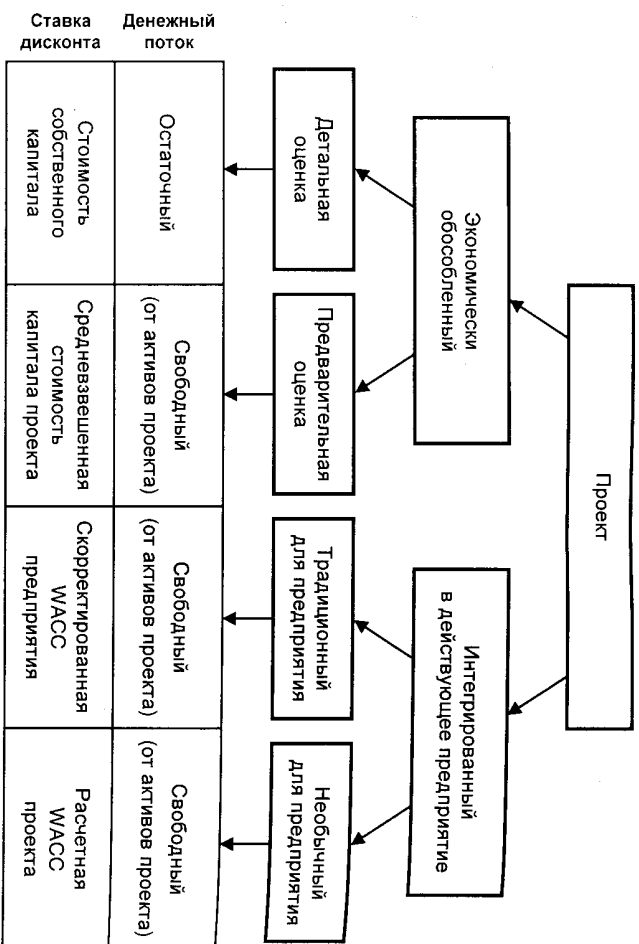 Проект
Экономически
обособленный
Интегрированный
в действующее предприятие
Детальная
оценка
Предварительная
оценка
Традиционный
для предприятия
Необычный
для предприятия
Денежный
поток
Остаточный
Свободный
(от активов проекта)
Свободный
(от активов проекта)
Свободный
(от активов проекта)
Ставка
дисконта
Стоимость
собственного
капитала
Средневзвешенная
стоимость
капитала проекта
Скорректированная
WACC
предприятия
Расчетная
WACC
проекта